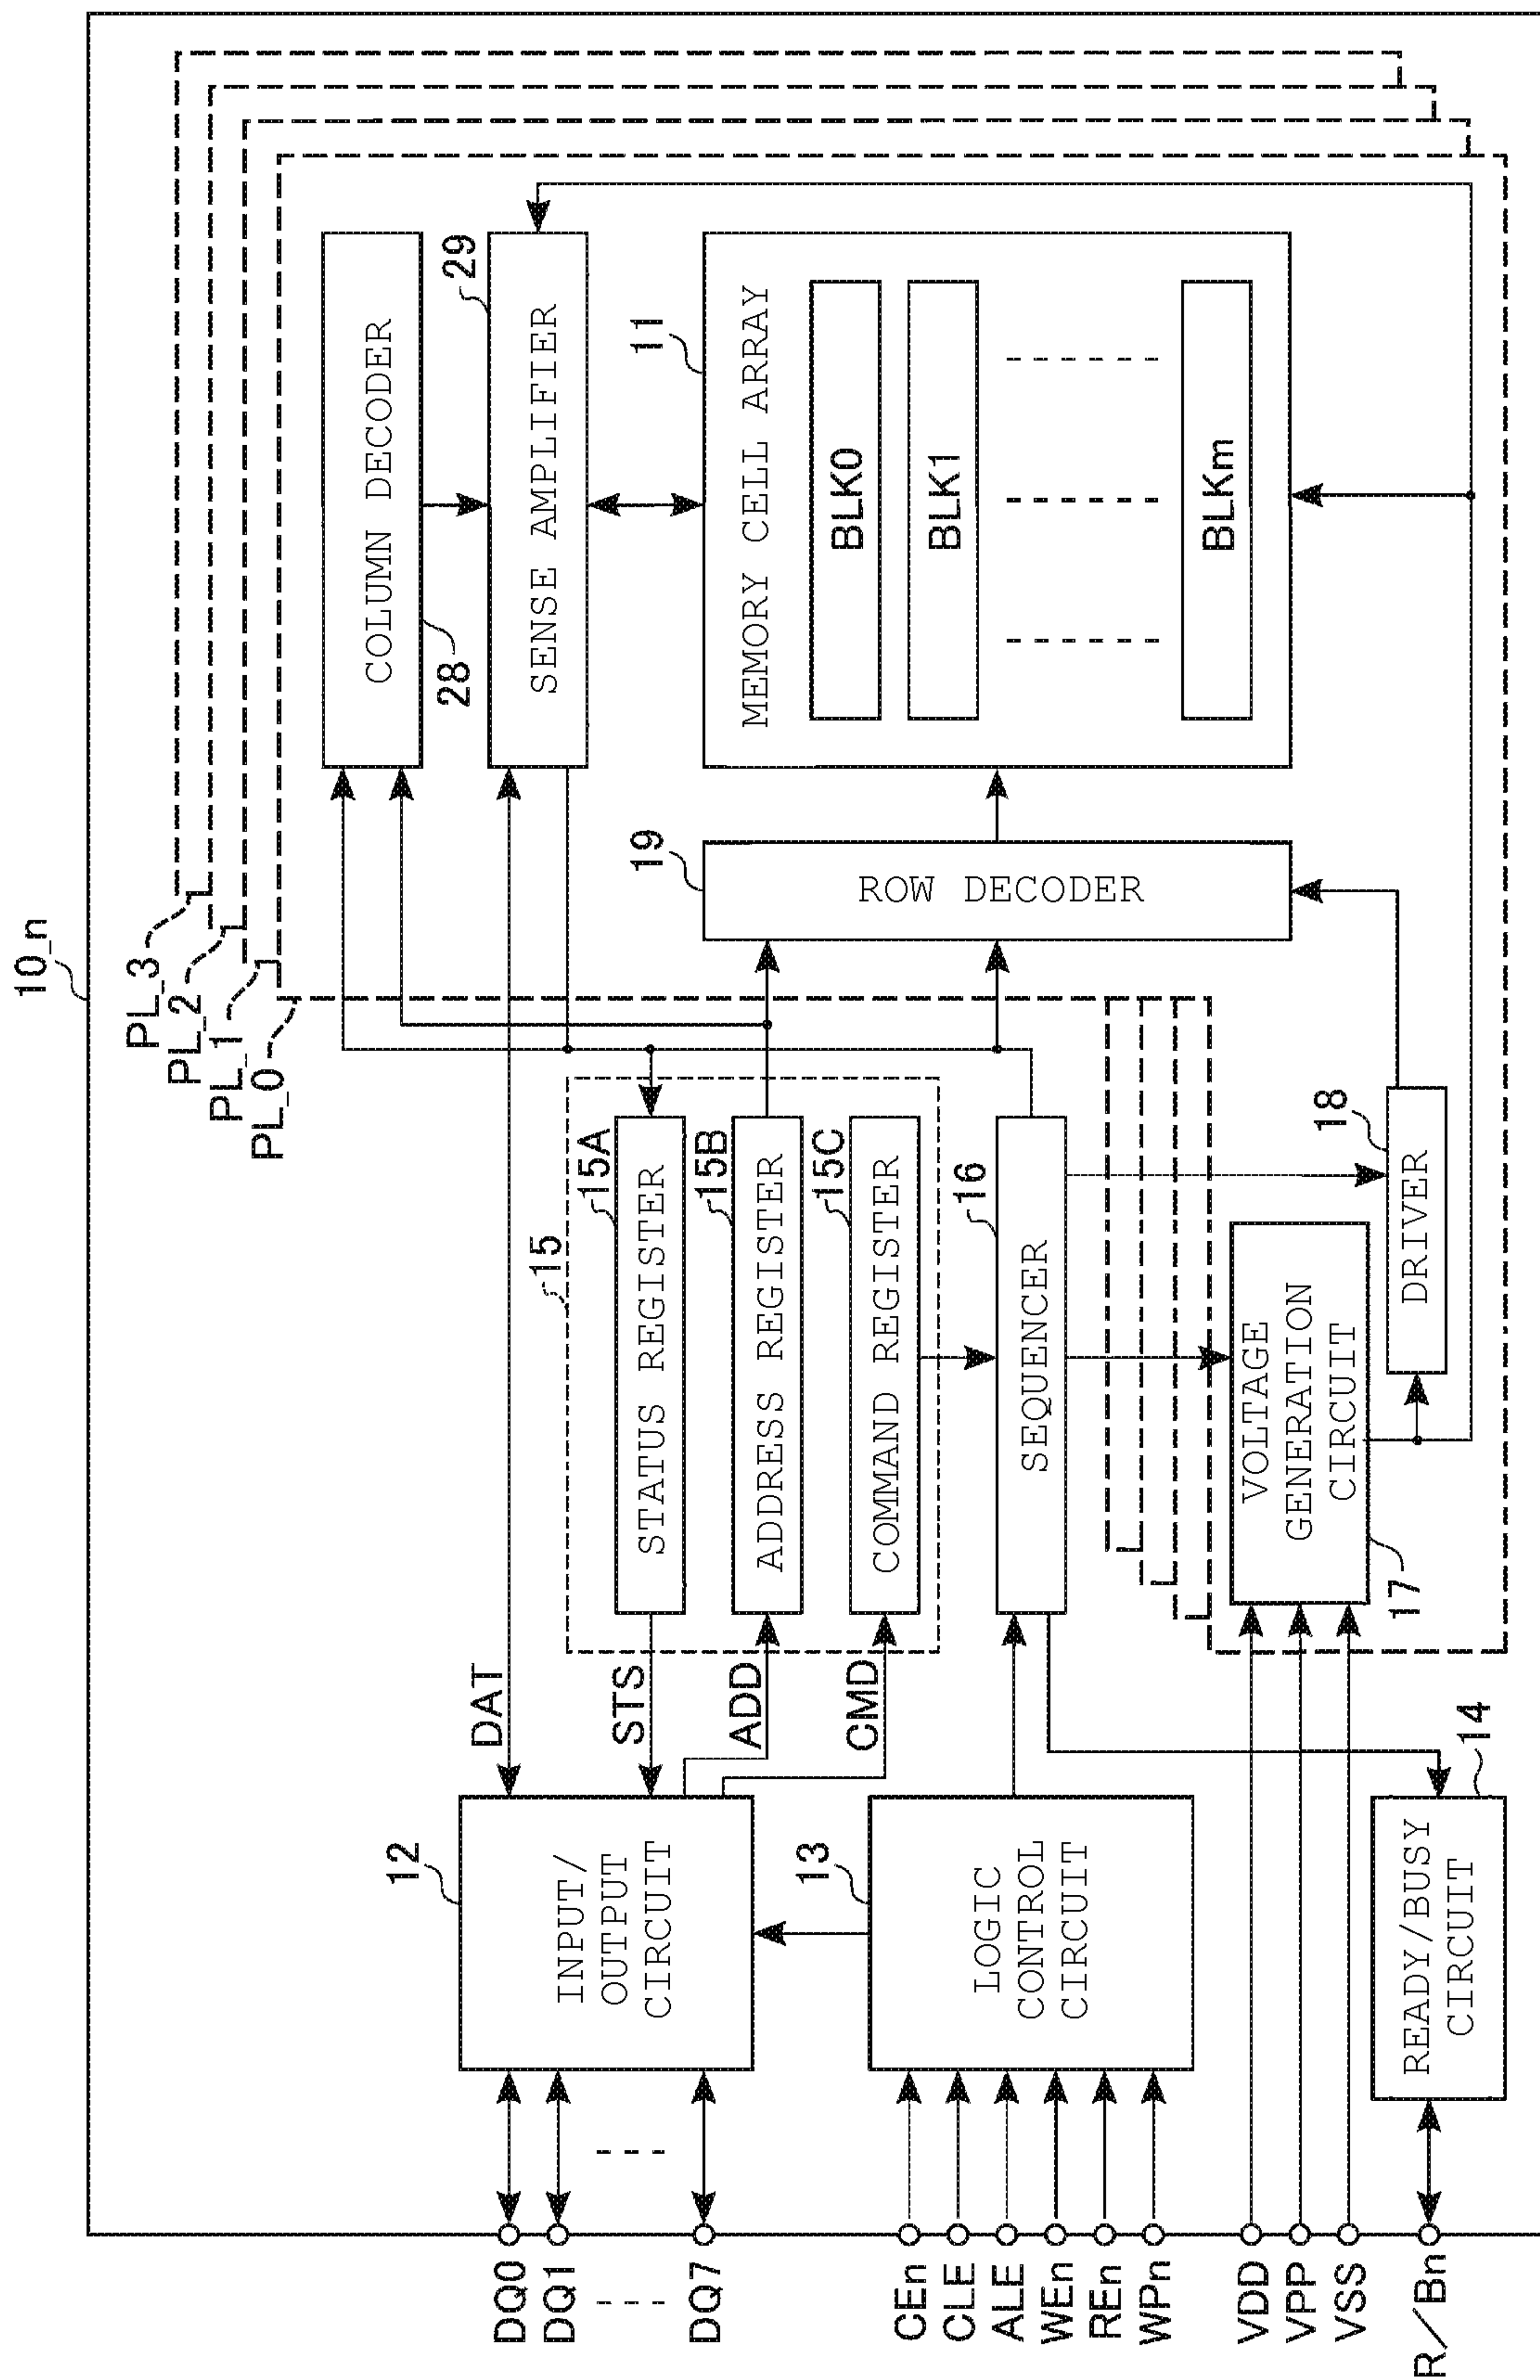 10_n
PL_3
PL_2
PL_1
PL_0
COLUMN DECODER
28
SENSE AMPLIFIER
29
MEMORY CELL ARRAY
11
BLK0
BLK1
BLKm
ROW DECODER
19
15
STATUS REGISTER
15A
ADDRESS REGISTER
15B
COMMAND REGISTER
15C
SEQUENCER
16
VOLTAGE
GENERATION
CIRCUIT
17
DRIVER
18
DAT
STS
ADD
CMD
INPUT/
OUTPUT
CIRCUIT
12
LOGIC
CONTROL
CIRCUIT
13
READY/BUSY
CIRCUIT
14
DQ0
DQ1
DQ7
CEn
CLE
ALE
WEn
REn
WPn
VDD
VPP
VSS
R/Bn